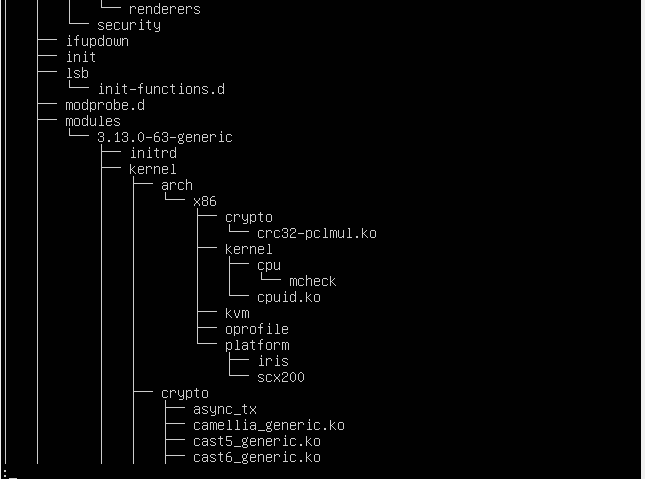 renderers
security
ifupdown
init
lsb
init-functions.d
modprobe.d
modules
3.13.0-63-generic
initrd
kernel
arch
x86
crypto
crc32-pclmul.ko
kernel
cpu
mcheck
cpuid.ko
kvm
oprofile
platform
iris
scx200
crypto
async_tx
camellia_generic.ko
cast5_generic.ko
cast6_generic.ko
:_